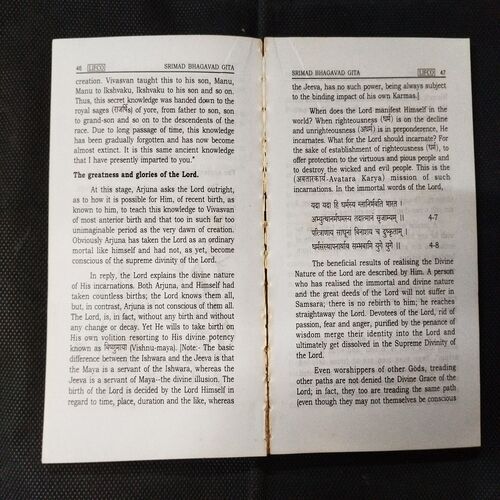 46 LIFCO SRIMAD BHAGAVAD GITA
creation. Vivasvan taught this to his son, Manu,
Manu to Ikshvaku, Ikshvaku to his son and so on.
Thus, this secret knowledge was handed down to the
royal sages (राजर्षिs) of yore, from father to son, son
to grand-son and so on to the descendants of the
race. Due to long passage of time, this knowledge
has been gradually forgotten and has now become
almost extinct. It is this same ancient knowledge
that I have presently imparted to you."
The greatness and glories of the Lord.
At this stage, Arjuna asks the Lord outright,
as to how it is possible for Him, of recent birth, as
known to him, to teach this knowledge to Vivasvan
of most anterior birth and that too in such far too
unimaginable period as the very dawn of creation.
Obviously Arjuna has taken the Lord as an ordinary
mortal like himself and had not, as yet, become
conscious of the supreme divinity of the Lord.
In reply, the Lord explains the divine nature
of His incarnations. Both Arjuna, and Himself had
taken countless births; the Lord knows them all,
but, in contrast, Arjuna is not conscious of them all.
The Lord, is, in fact, without any birth and without
any change or decay. Yet He wills to take birth on
His own volition resorting to His divine potency
known as विष्णुमाया (Vishnu-maya). [Note- The basic
difference between the Ishwara and the Jeeva is that
the Maya is a servant of the Ishwara, whereas the
Jeeva is a servant of Maya--the divine illusion. The
birth of the Lord is decided by the Lord Himself in
regard to time, place, duration and the like, whereas
SRIMAD BHAGAVAD GITA LIFCO 47
the Jeeva, has no such power, being always subject
to the binding impact of his own Karmas.]
When does the Lord manifest Himself in the
world? When righteousness (धर्म) is on the decline
and unrighteousness (अधर्म) is in preponderence, He
incarnates. For what the Lord should incarnate? For
the sake of establishment of righteousness (धर्म), to
offer protection to the virtuous and pious people and
to destroy the wicked and evil people. This is the
(अवतारकार्य-Avatara Karya) mission of such
incarnations. In the immortal words of the Lord,
यदा यदा हि धर्मस्य ग्लानिर्भवति भारत ।
अभ्युत्थानमधर्मस्य तदात्मानं सृजाम्यहम् ॥ 4-7
परित्राणाय साधूनां विनाशाय च दुष्कृताम् ।
धर्मसंस्थापनार्थाय सम्भवामि युगे युगे ॥ 4-8
The beneficial results of realising the Divine
Nature of the Lord are described by Him. A person
who has realised the immortal and divine nature
and the great deeds of the Lord will not suffer in
Samsara; there is no rebirth to him; he reaches
straightaway the Lord. Devotees of the Lord, rid of
passion, fear and anger, purified by the penance of
wisdom merge their identity into the Lord and
ultimately get dissolved in the Supreme Divinity of
the Lord.
Even worshippers of other Gods, treading
other paths are not denied the Divine Grace of the
Lord; in fact, they too are treading the same path
(even though they may not themselves be conscious